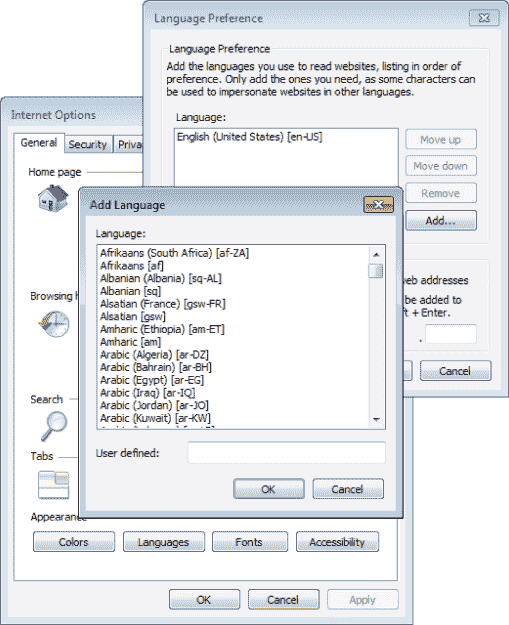 Language Preference
Language Preference
Add the languages you use to read websites, listing in order of
preference. Only add the ones you need, as some characters can
be used to impersonate websites in other languages.
Language:
English (United States) [en-US]
Move up
Move down
Remove
Add...
web addresses
be added to
ft + Enter.
.
Cancel
Internet Options
General
Security
Priva
Home page
Browsing h
Search
Tabs
Appearance
Colors
Languages
Fonts
Accessibility
OK
Cancel
Apply
Add Language
Language:
Afrikaans (South Africa) [af-ZA]
Afrikaans [af]
Albanian (Albania) [sq-AL]
Albanian [sq]
Alsatian (France) [gsw-FR]
Alsatian [gsw]
Amharic (Ethiopia) [am-ET]
Amharic [am]
Arabic (Algeria) [ar-DZ]
Arabic (Bahrain) [ar-BH]
Arabic (Egypt) [ar-EG]
Arabic (Iraq) [ar-IQ]
Arabic (Jordan) [ar-JO]
Arabic (Kuwait) [ar-KW]
User defined:
OK
Cancel